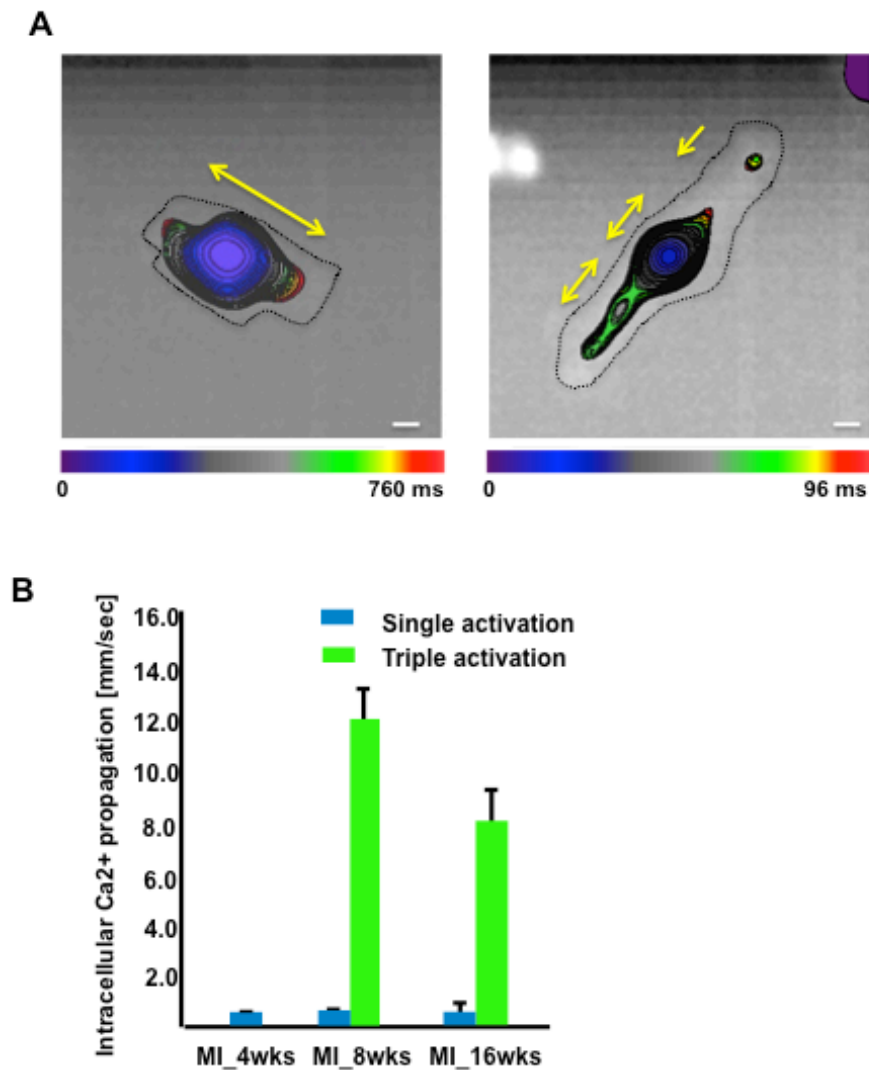 A
0 760 ms
0 96 ms
B
Intracellular Ca2+ propagation [mm/sec]
16.0
14.0
12.0
10.0
8.0
6.0
4.0
2.0
Single activation
Triple activation
MI_4wks MI_8wks MI_16wks